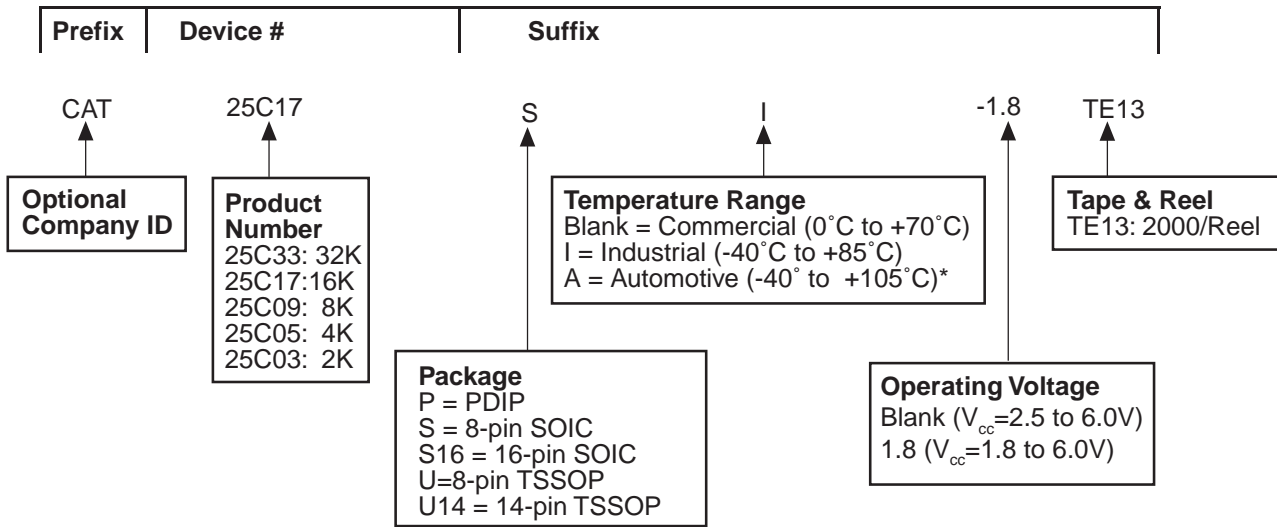 Prefix Device # Suffix
CAT 25C17 S I -1.8 TE13
Optional
Company ID
Product
Number
25C33: 32K
25C17:16K
25C09: 8K
25C05: 4K
25C03: 2K
Temperature Range
Blank = Commercial (0˚C to +70˚C)
I = Industrial (-40˚C to +85˚C)
A = Automotive (-40˚ to +105˚C)*
Tape & Reel
TE13: 2000/Reel
Package
P = PDIP
S = 8-pin SOIC
S16 = 16-pin SOIC
U=8-pin TSSOP
U14 = 14-pin TSSOP
Operating Voltage
Blank (Vcc=2.5 to 6.0V)
1.8 (Vcc=1.8 to 6.0V)